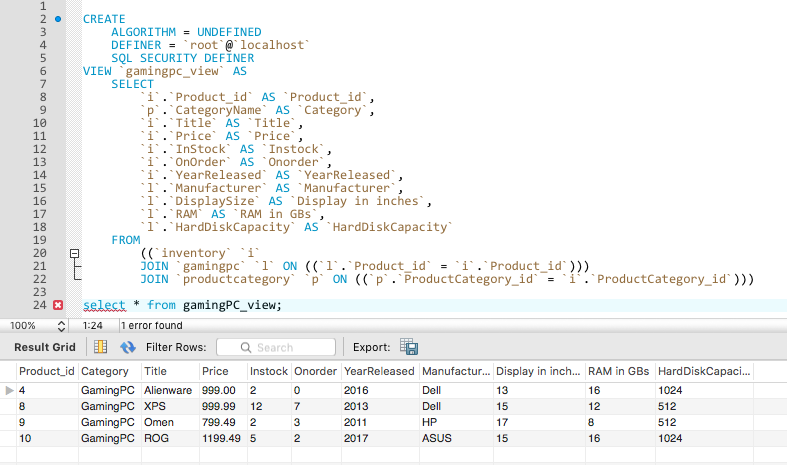 1
2 CREATE
3 ALGORITHM = UNDEFINED
4 DEFINER = `root`@`localhost`
5 SQL SECURITY DEFINER
6 VIEW `gamingpc_view` AS
7 SELECT
8 `i`.`Product_id` AS `Product_id`,
9 `p`.`CategoryName` AS `Category`,
10 `i`.`Title` AS `Title`,
11 `i`.`Price` AS `Price`,
12 `i`.`InStock` AS `Instock`,
13 `i`.`OnOrder` AS `Onorder`,
14 `i`.`YearReleased` AS `YearReleased`,
15 `l`.`Manufacturer` AS `Manufacturer`,
16 `l`.`DisplaySize` AS `Display in inches`,
17 `l`.`RAM` AS `RAM in GBs`,
18 `l`.`HardDiskCapacity` AS `HardDiskCapacity`
19 FROM
20 ((`inventory` `i`
21 JOIN `gamingpc` `l` ON ((`l`.`Product_id` = `i`.`Product_id`)))
22 JOIN `productcategory` `p` ON ((`p`.`ProductCategory_id` = `i`.`ProductCategory_id`)))
23
24 select * from gamingPC_view;
100% 1:24 1 error found
Result Grid Filter Rows: Search Export:
Product_id Category Title Price Instock Onorder YearReleased Manufactur... Display in inch... RAM in GBs HardDiskCapaci...
4 GamingPC Alienware 999.00 2 0 2016 Dell 13 16 1024
8 GamingPC XPS 999.99 12 7 2013 Dell 15 12 512
9 GamingPC Omen 799.49 2 3 2011 HP 17 8 512
10 GamingPC ROG 1199.49 5 2 2017 ASUS 15 16 1024